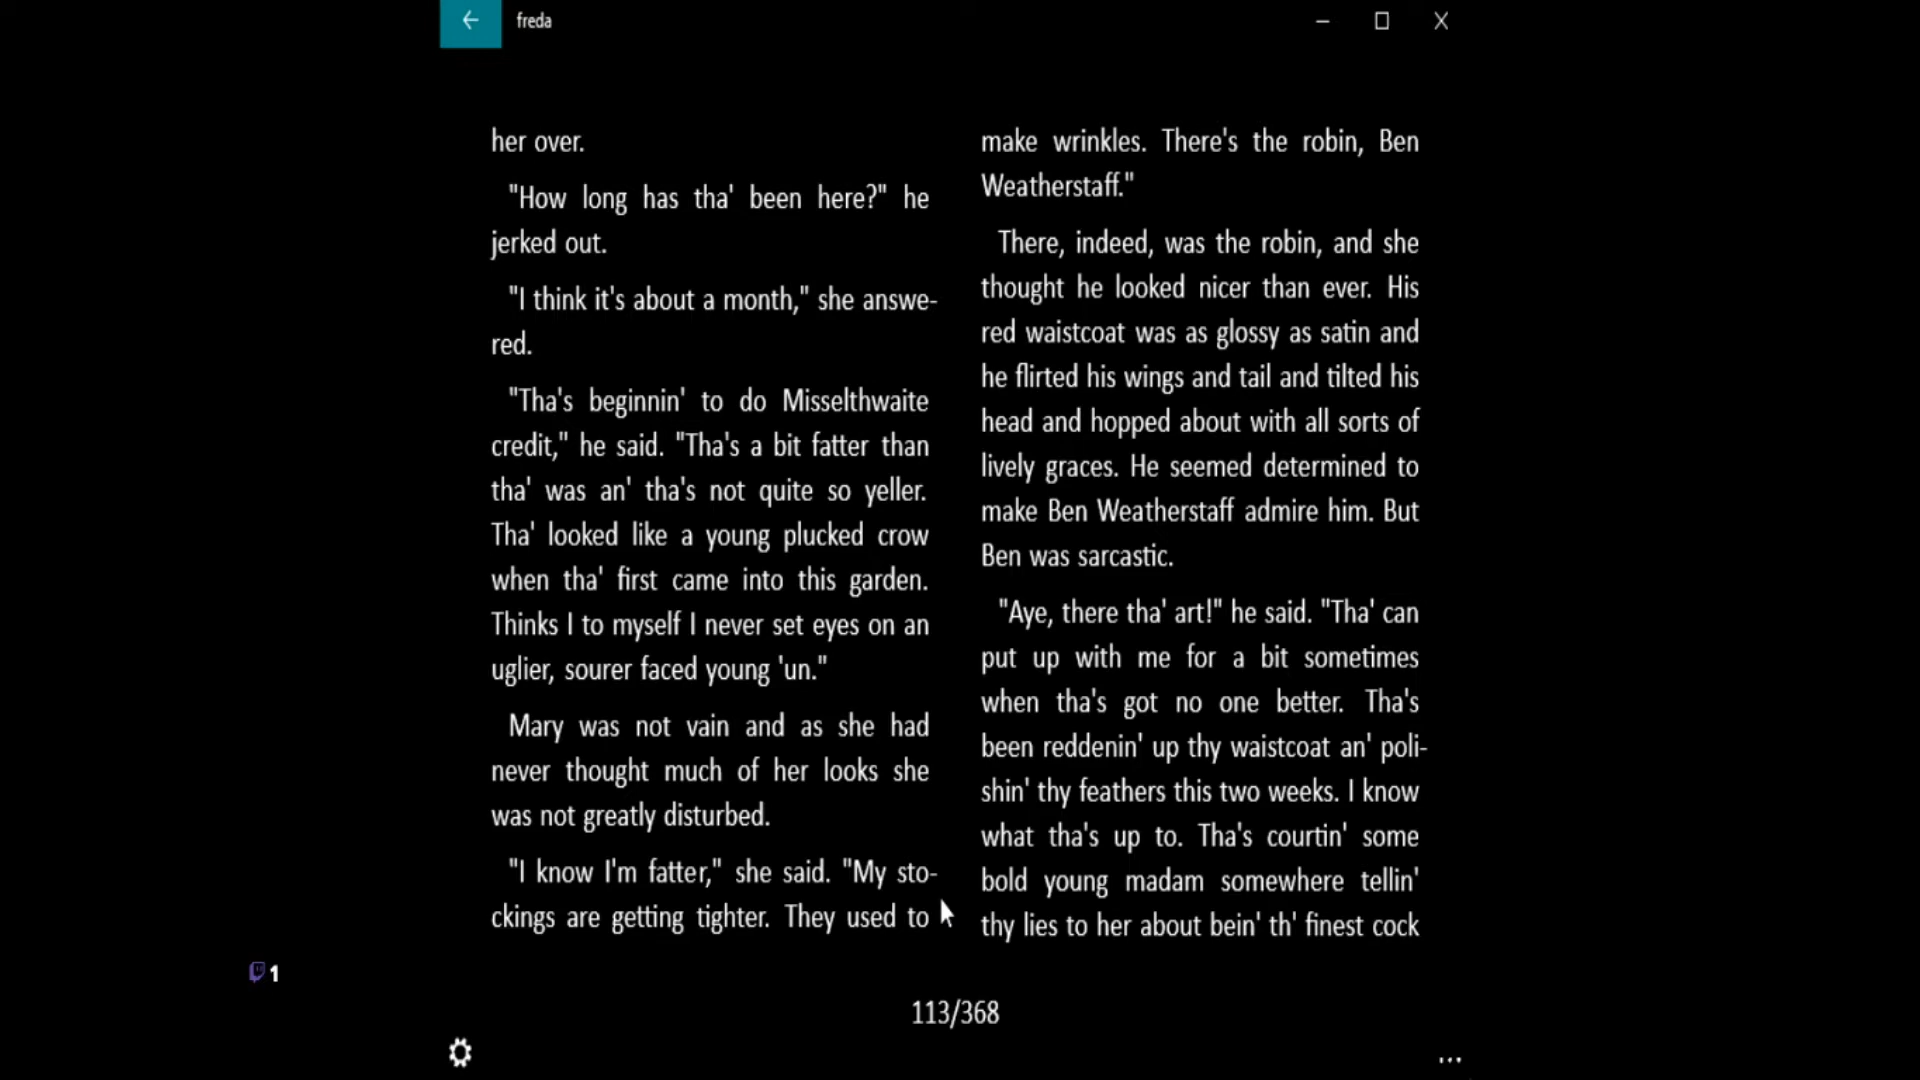 freda
her over.
"How long has tha' been here?" he
jerked out.
"I think it's about a month," she answe-
red.
"Tha's beginnin' to do Misselthwaite
credit," he said. "Tha's a bit fatter than
tha' was an' tha's not quite so yeller.
Tha' looked like a young plucked crow
when tha' first came into this garden.
Thinks I to myself I never set eyes on an
uglier, sourer faced young 'un."
Mary was not vain and as she had
never thought much of her looks she
was not greatly disturbed.
"I know I'm fatter," she said. "My sto-
ckings are getting tighter. They used to
make wrinkles. There's the robin, Ben
Weatherstaff."
There, indeed, was the robin, and she
thought he looked nicer than ever. His
red waistcoat was as glossy as satin and
he flirted his wings and tail and tilted his
head and hopped about with all sorts of
lively graces. He seemed determined to
make Ben Weatherstaff admire him. But
Ben was sarcastic.
"Aye, there tha' art!" he said. "Tha' can
put up with me for a bit sometimes
when tha's got no one better. Tha's
been reddenin' up thy waistcoat an' poli-
shin' thy feathers this two weeks. I know
what tha's up to. Tha's courtin' some
bold young madam somewhere tellin'
thy lies to her about bein' th' finest cock
1
113/368
...